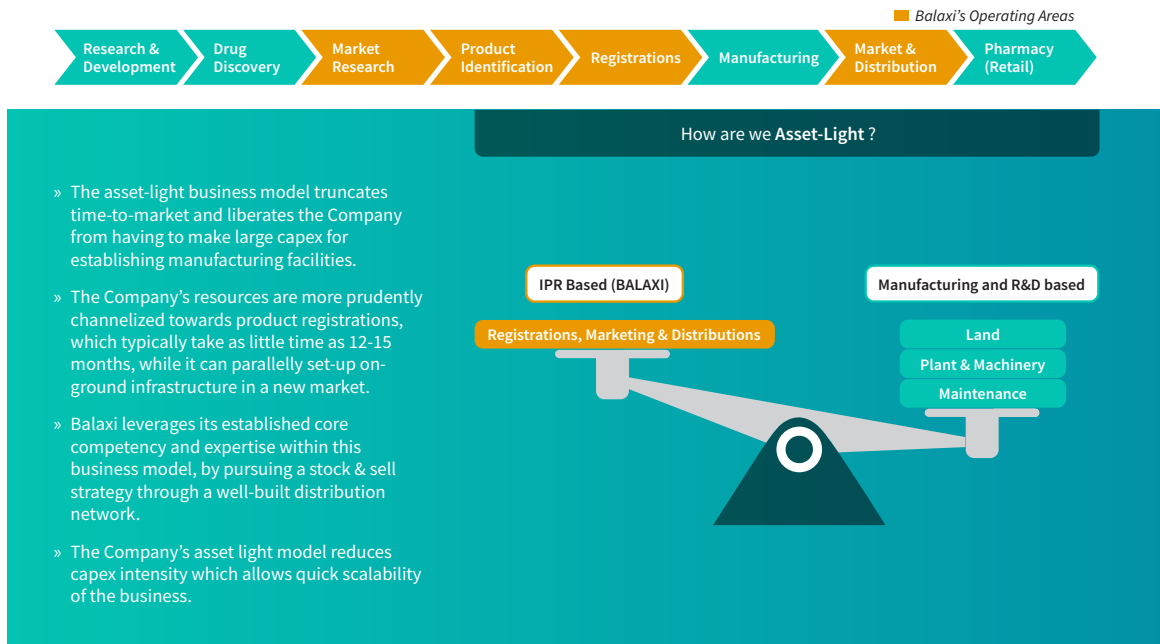 Balaxi's Operating Areas
Research &
Development
Drug
Discovery
Market
Research
Product
Identification
Registrations
Manufacturing
Market &
Distribution
Pharmacy
(Retail)
How are we Asset-Light ?
» The asset-light business model truncates
time-to-market and liberates the Company
from having to make large capex for
establishing manufacturing facilities.
» The Company's resources are more prudently
channelized towards product registrations,
which typically take as little time as 12-15
months, while it can parallelly set-up on-
ground infrastructure in a new market.
» Balaxi leverages its established core
competency and expertise within this
business model, by pursuing a stock & sell
strategy through a well-built distribution
network.
» The Company's asset light model reduces
capex intensity which allows quick scalability
of the business.
IPR Based (BALAXI)
Registrations, Marketing & Distributions
Manufacturing and R&D based
Land
Plant & Machinery
Maintenance